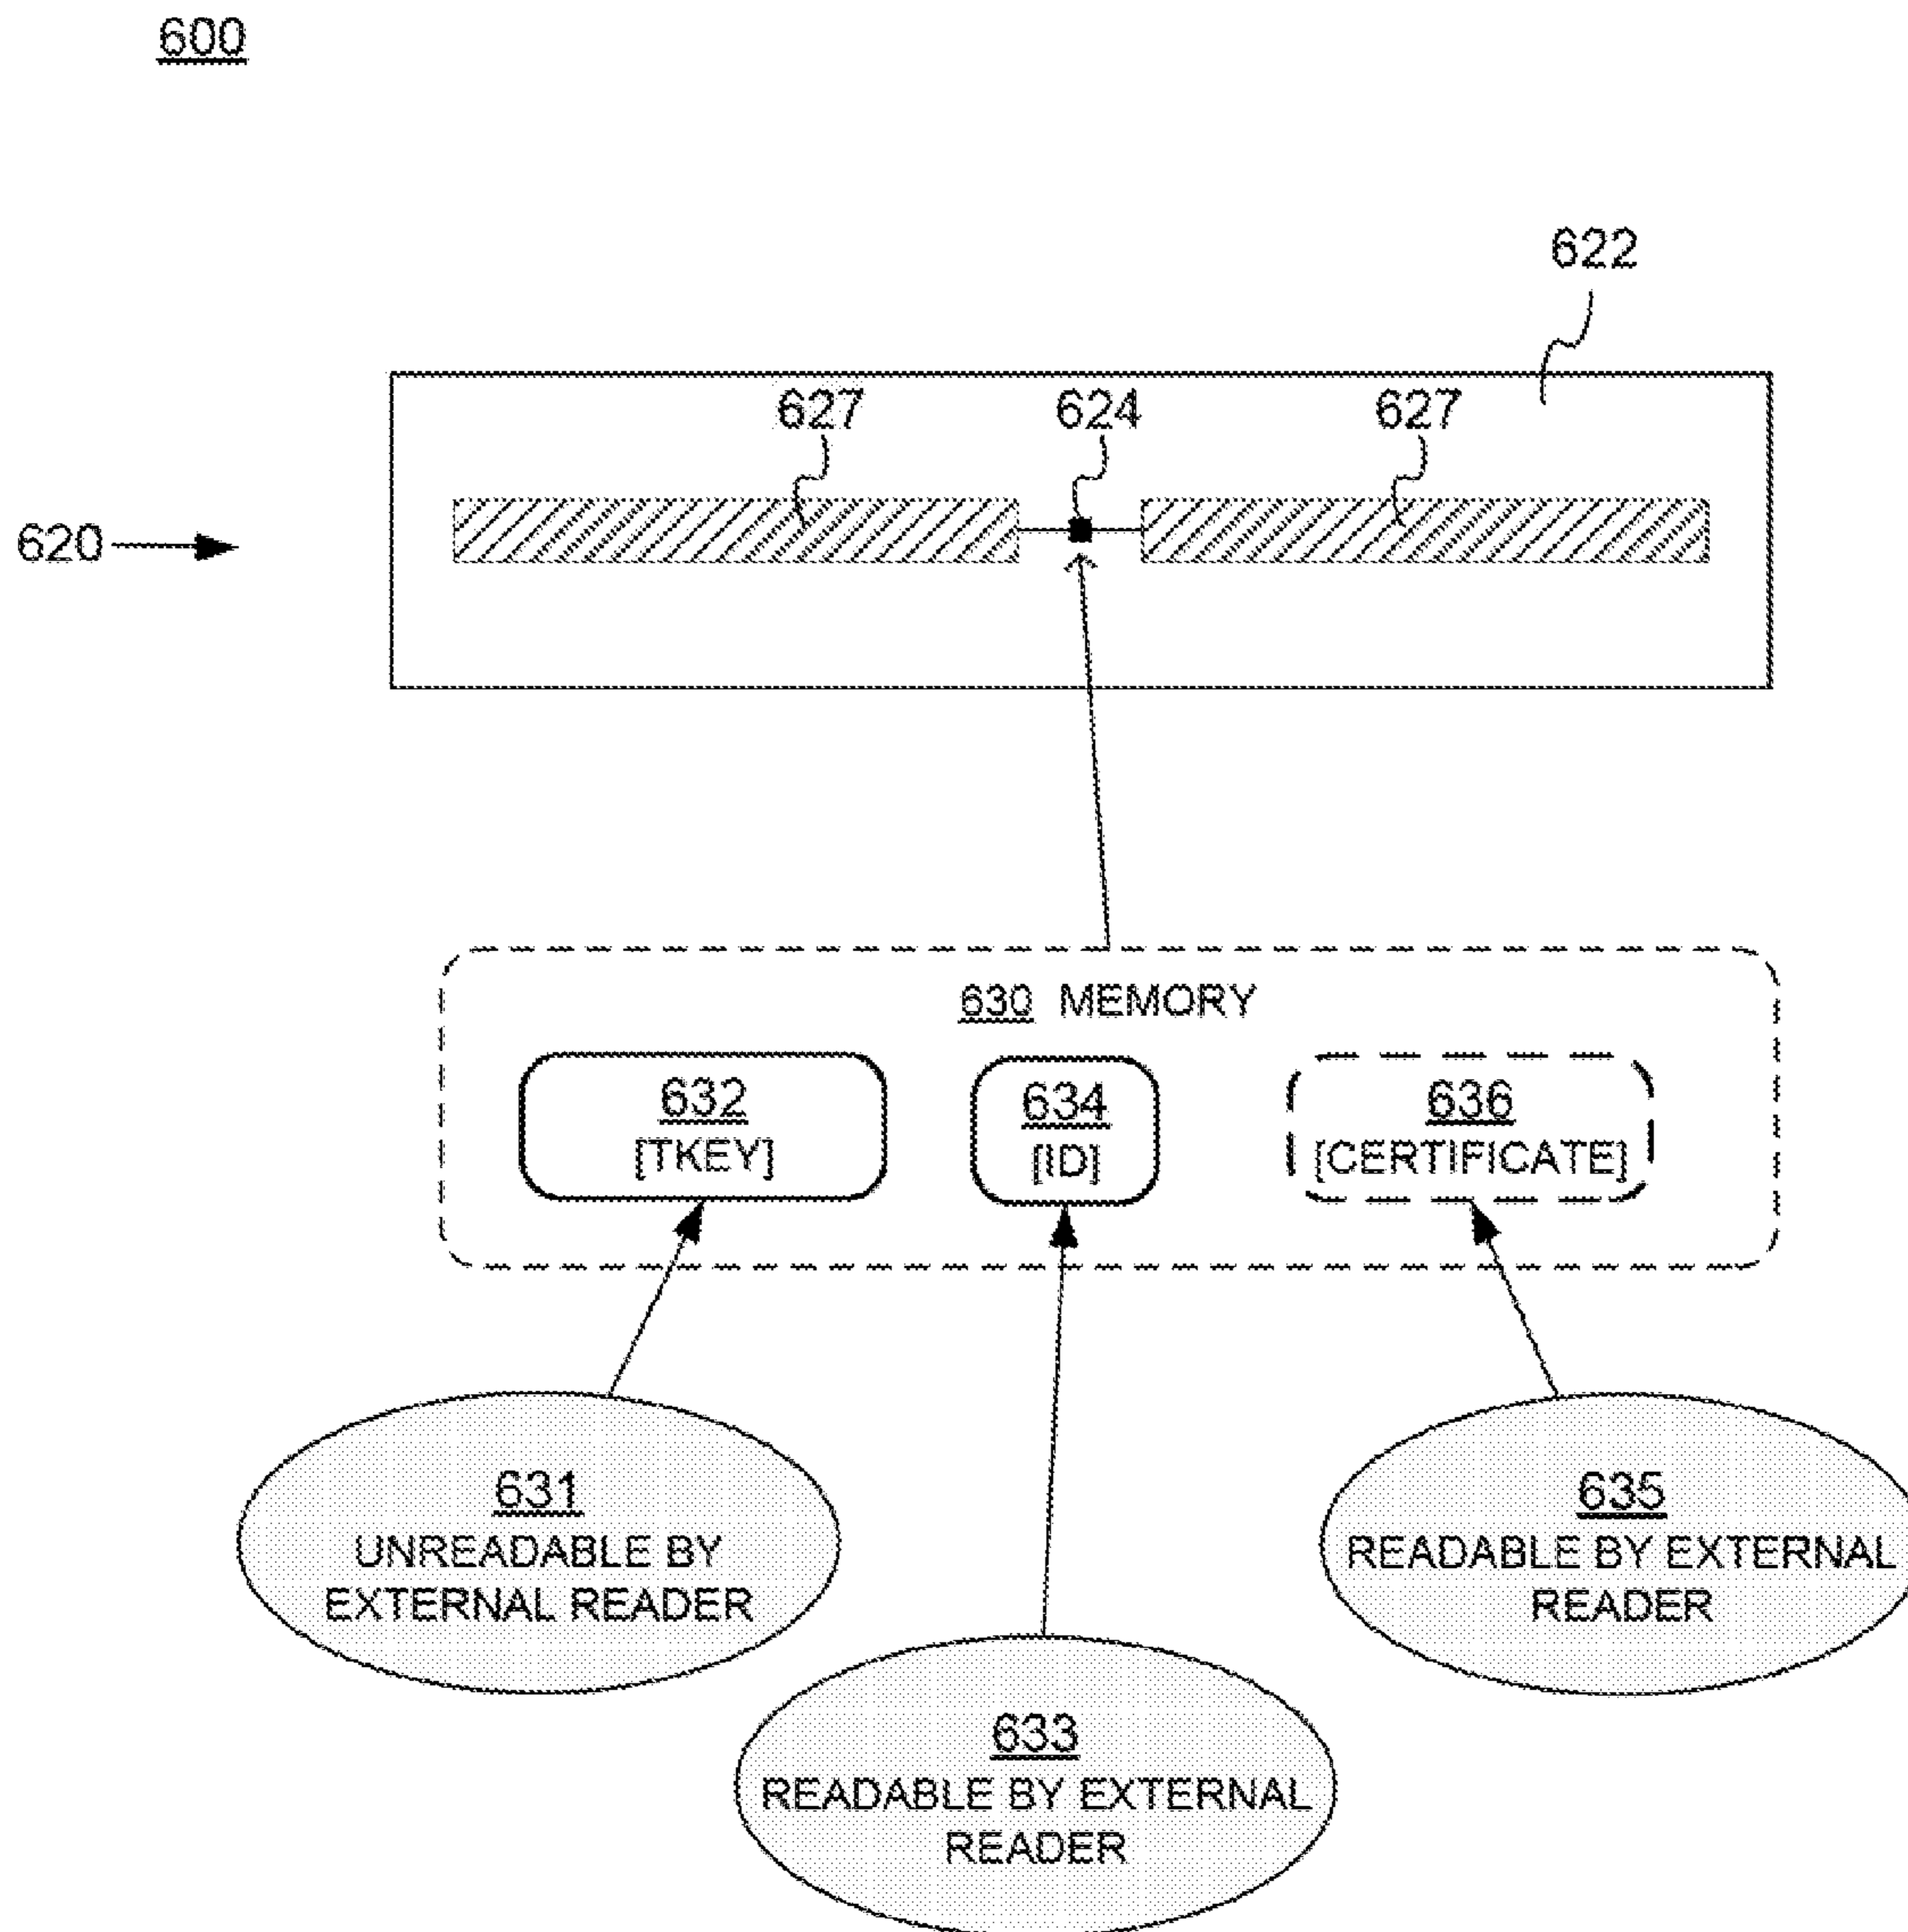 600
622
627
624
627
620
630 MEMORY
632
[TKEY]
634
[ID]
636
[CERTIFICATE]
631
UNREADABLE BY
EXTERNAL READER
635
READABLE BY EXTERNAL
READER
633
READABLE BY EXTERNAL
READER